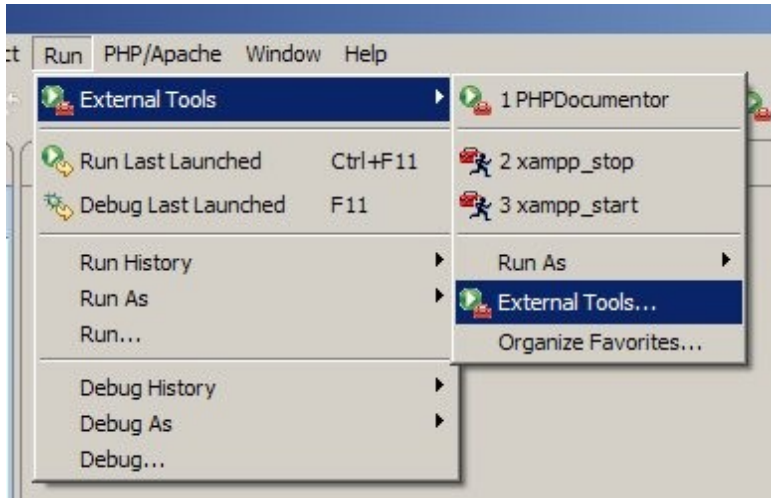 ct Run PHP/Apache Window Help
External Tools
Run Last Launched Ctrl+F11
Debug Last Launched F11
Run History
Run As
Run...
Debug History
Debug As
Debug...
1 PHPDocumentor
2 xampp_stop
3 xampp_start
Run As
External Tools...
Organize Favorites...